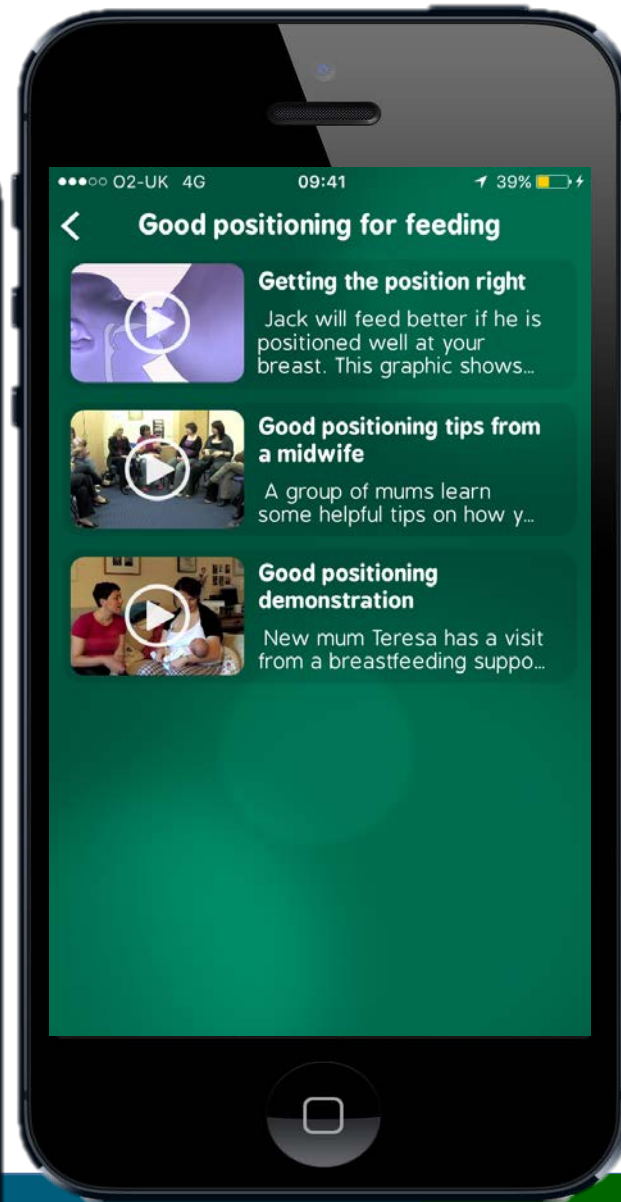 O2-UK 4G 09:41 39%
Good positioning for feeding
Getting the position right
Jack will feed better if he is
positioned well at your
breast. This graphic shows...
Good positioning tips from
a midwife
A group of mums learn
some helpful tips on how y...
Good positioning
demonstration
New mum Teresa has a visit
from a breastfeeding suppo...